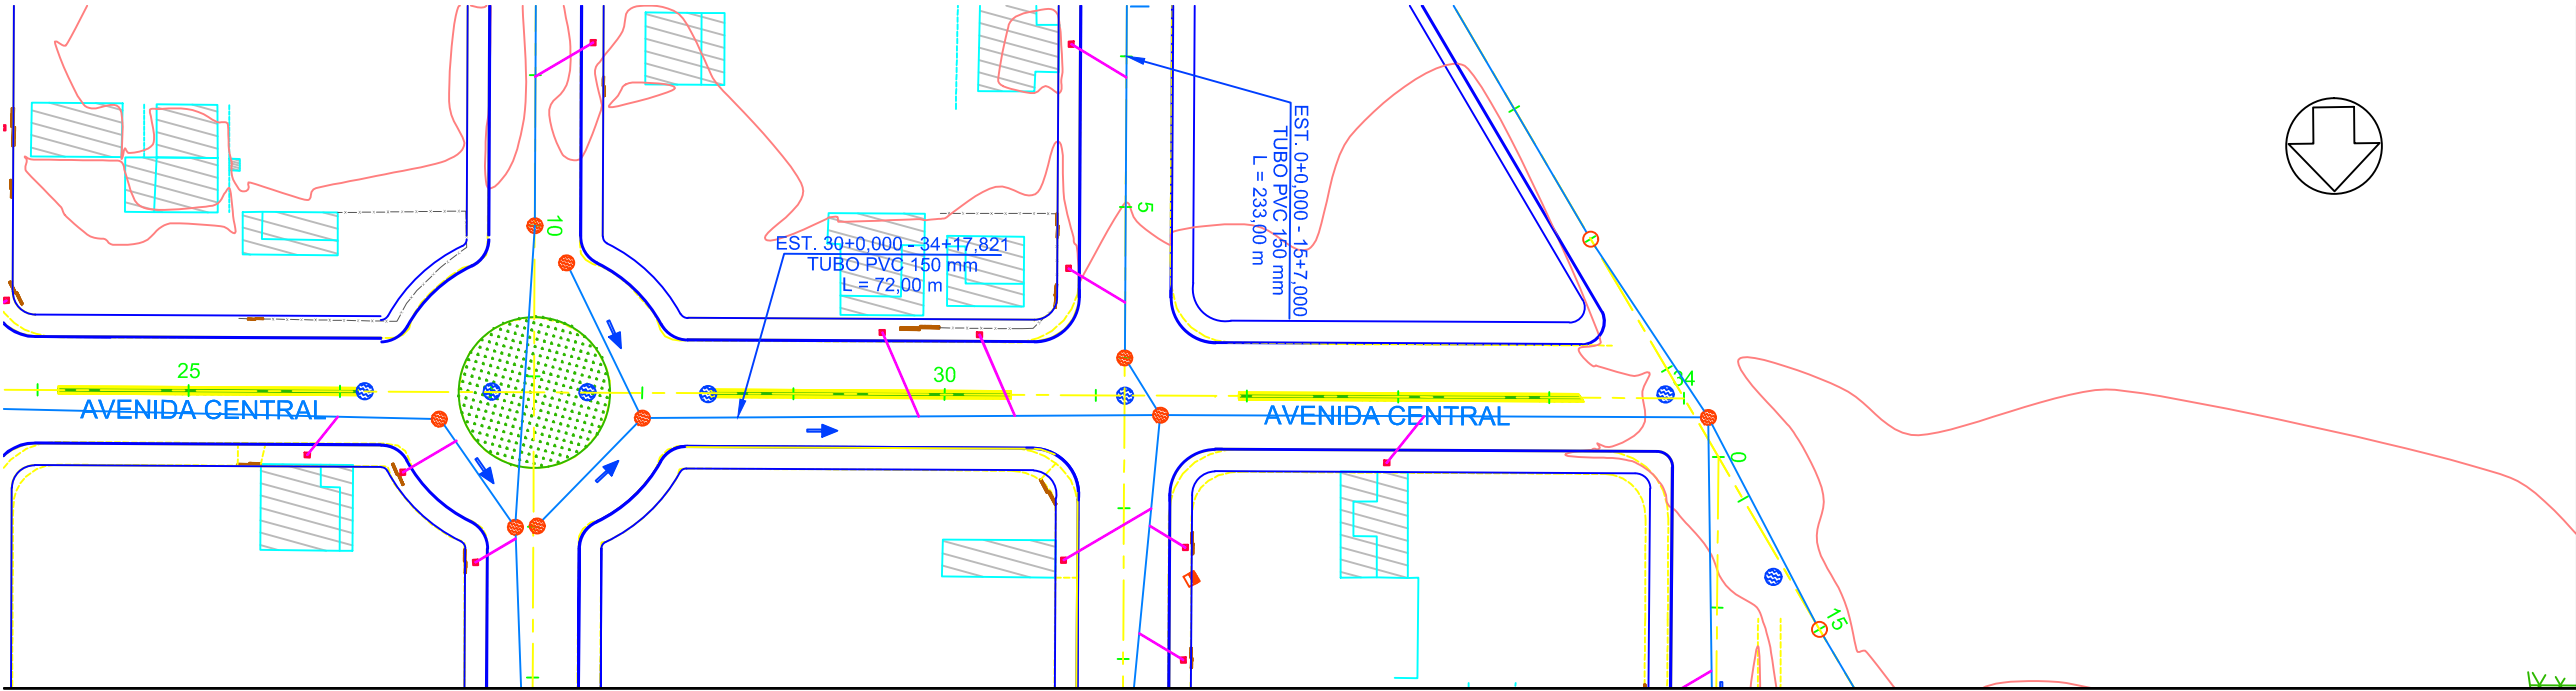 10
5
EST. 0+0,000 - 15+7,000
TUBO PVC 150 mm
L = 233,00 m
EST. 30+0,000 - 34+17,821
TUBO PVC 150 mm
L = 72,00 m
25
30
34
AVENIDA CENTRAL
AVENIDA CENTRAL
0
15